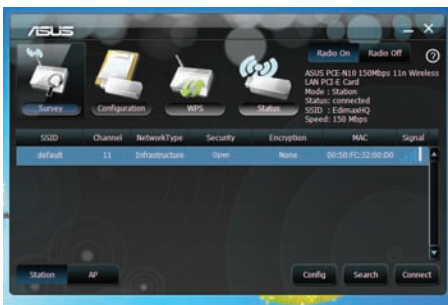 ASUS
Radio On Radio Off
ASUS PCE-N10 150Mbps 11n Wireless
LAN PCI-E Card
Mode : Station
Status: connected
SSID : EdimaxHQ
Speed: 150 Mbps
Survey Configuration WPS Status
SSID Channel NetworkType Security Encryption MAC Signal
default 11 Infrastructure Open None 00:50:FC:32:00:D0
Station AP Config Search Connect